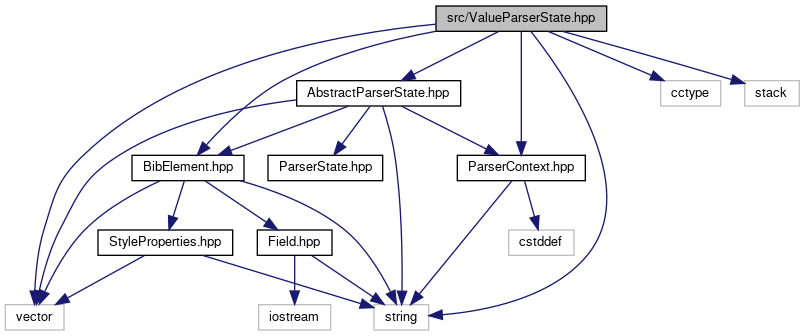 src/ValueParserState.hpp
AbstractParserState.hpp
cctype
stack
BibElement.hpp
ParserState.hpp
ParserContext.hpp
StyleProperties.hpp
Field.hpp
cstddef
vector
iostream
string